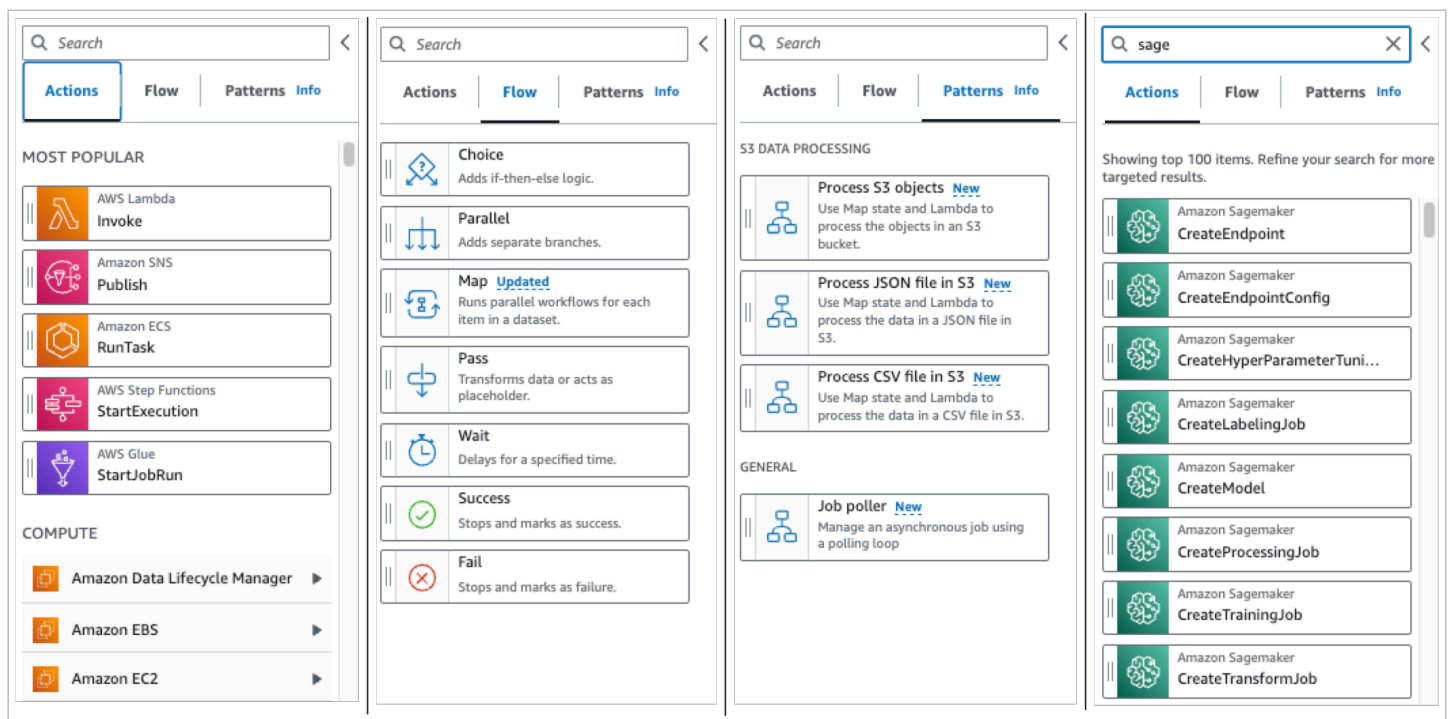 Search
Actions
Flow
Patterns Info
MOST POPULAR
AWS Lambda
Invoke
Amazon SNS
Publish
Amazon ECS
RunTask
AWS Step Functions
StartExecution
AWS Glue
StartJobRun
COMPUTE
Amazon Data Lifecycle Manager
Amazon EBS
Amazon EC2
Search
Actions
Flow
Patterns Info
Choice
Adds if-then-else logic.
Parallel
Adds separate branches.
Map Updated
Runs parallel workflows for each
item in a dataset.
Pass
Transforms data or acts as
placeholder.
Wait
Delays for a specified time.
Success
Stops and marks as success.
Fail
Stops and marks as failure.
Search
Actions
Flow
Patterns Info
S3 DATA PROCESSING
Process S3 objects New
Use Map state and Lambda to
process the objects in an S3
bucket.
Process JSON file in S3 New
Use Map state and Lambda to
process the data in a JSON file in
S3.
Process CSV file in S3 New
Use Map state and Lambda to
process the data in a CSV file in S3.
GENERAL
Job poller New
Manage an asynchronous job using
a polling loop
sage
Actions
Flow
Patterns Info
Showing top 100 items. Refine your search for more
targeted results.
Amazon Sagemaker
CreateEndpoint
Amazon Sagemaker
CreateEndpointConfig
Amazon Sagemaker
CreateHyperParameterTuni...
Amazon Sagemaker
CreateLabelingJob
Amazon Sagemaker
CreateModel
Amazon Sagemaker
CreateProcessingJob
Amazon Sagemaker
CreateTrainingJob
Amazon Sagemaker
CreateTransformJob